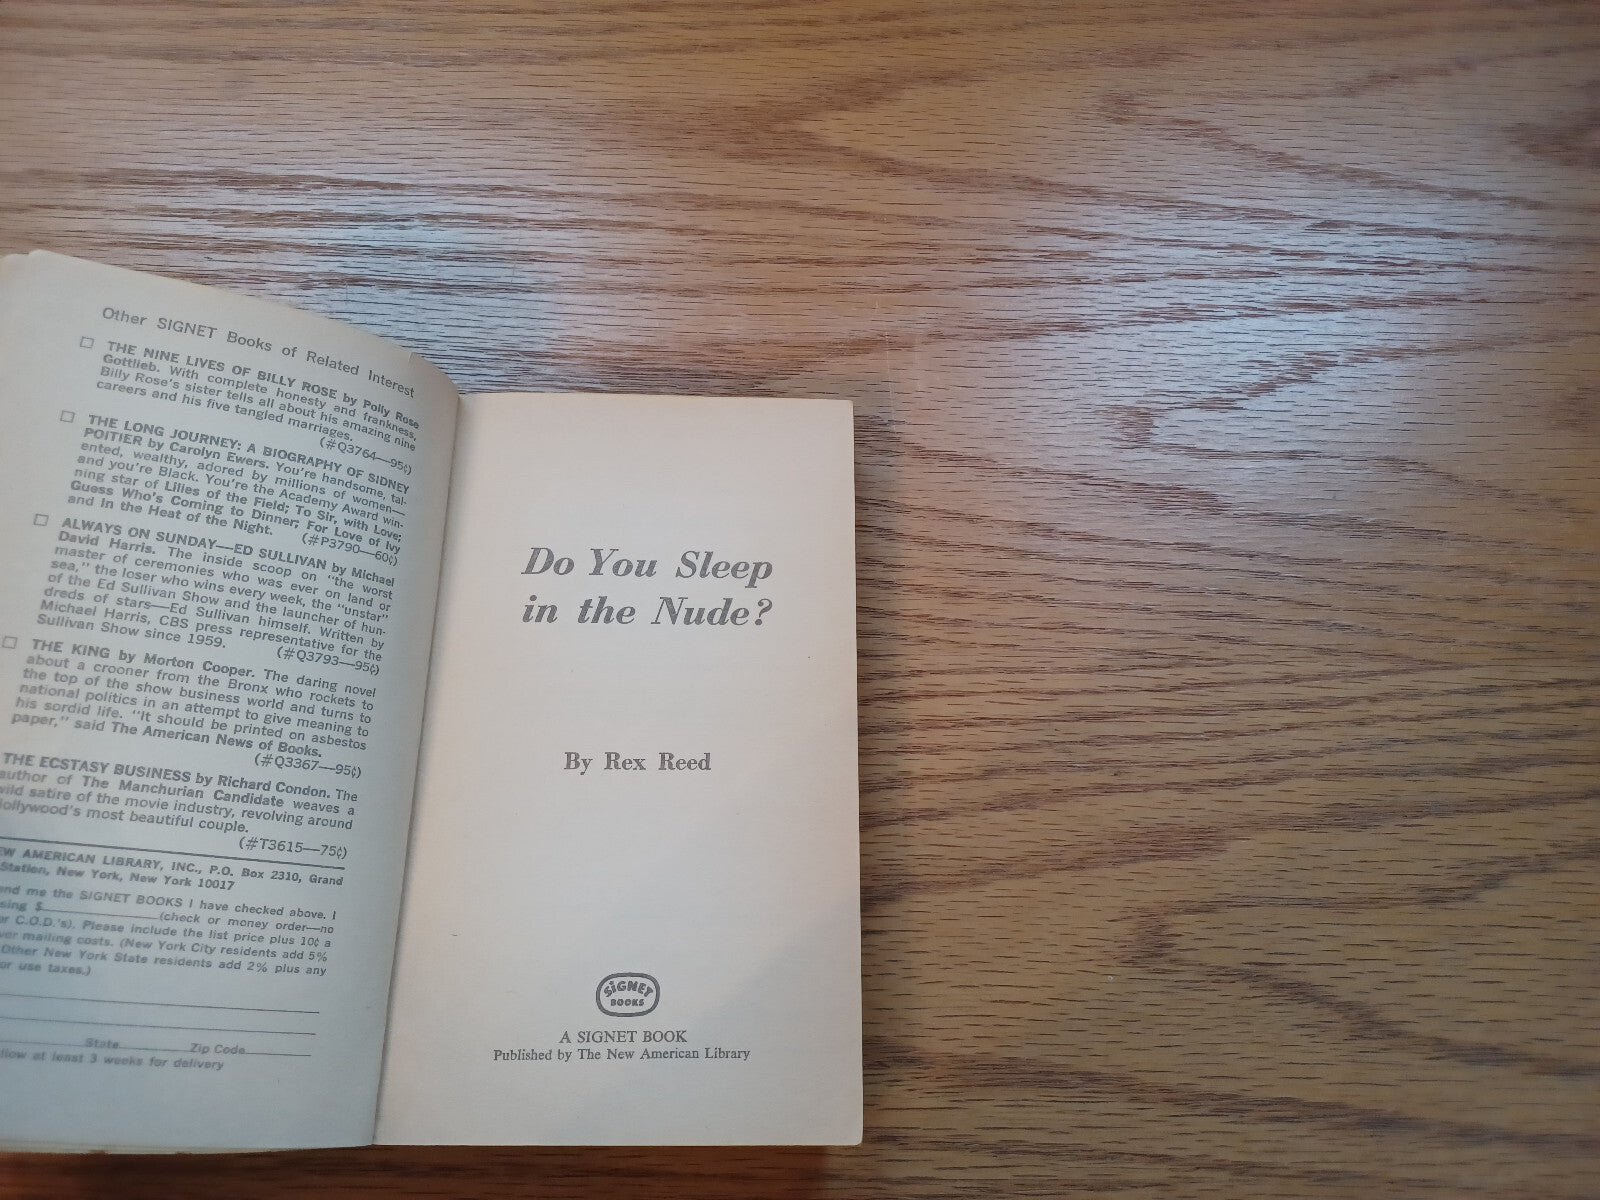 Other SIGNET Books of Related Interest
THE NINE LIVES OF BILLY ROSE by Polly Rose
Gottlieb. With complete honesty and frankness,
Billy Rose's sister tells all about his amazing nine
careers and his five tangled marriages.
(#Q3764—95¢)
THE LONG JOURNEY: A BIOGRAPHY OF SIDNEY
POITIER by Carolyn Ewers. You're handsome, tal-
ented, wealthy, adored by millions of women—
and you're Black. You're the Academy Award win-
ning star of Lilies of the Field; To Sir, with Love;
Guess Who's Coming to Dinner; For Love of Ivy
and In the Heat of the Night. (#P3790—60¢)
ALWAYS ON SUNDAY—ED SULLIVAN by Michael
David Harris. The inside scoop on "the worst
master of ceremonies who was ever on land or
sea," the loser who wins every week, the "unstar"
of the Ed Sullivan Show and the launcher of hun-
dreds of stars—Ed Sullivan himself. Written by
Michael Harris, CBS press representative for the
Sullivan Show since 1959. (#Q3793—95¢)
THE KING by Morton Cooper. The daring novel
about a crooner from the Bronx who rockets to
the top of the show business world and turns to
national politics in an attempt to give meaning to
his sordid life. "It should be printed on asbestos
paper," said The American News of Books.
(#Q3367—95¢)
THE ECSTASY BUSINESS by Richard Condon. The
author of The Manchurian Candidate weaves a
wild satire of the movie industry, revolving around
Hollywood's most beautiful couple.
(#T3615—75¢)
EW AMERICAN LIBRARY, INC., P.O. Box 2310, Grand
Station, New York, New York 10017
end me the SIGNET BOOKS I have checked above. I
sing $ (check or money order—no
or C.O.D.'s). Please include the list price plus 10¢ a
ver mailing costs. (New York City residents add 5%
Other New York State residents add 2% plus any
or use taxes.)
State Zip Code
llow at least 3 weeks for delivery
Do You Sleep
in the Nude?
By Rex Reed
SIGNET
BOOKS
A SIGNET BOOK
Published by The New American Library